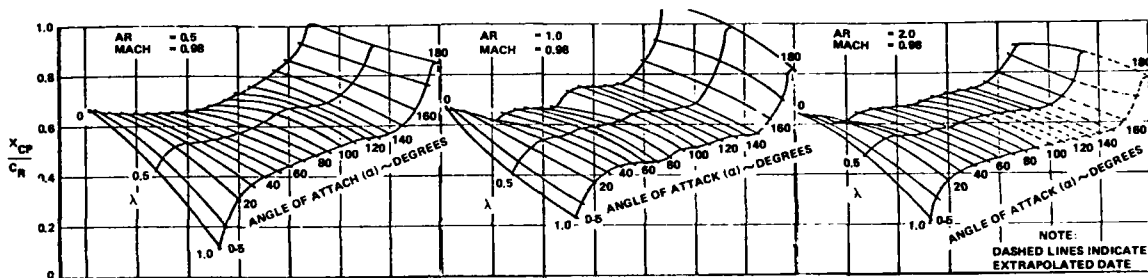 AR = 0.5
MACH = 0.98
AR = 1.0
MACH = 0.98
AR = 2.0
MACH = 0.98
1.0
0.8
0.6
0.4
0.2
0
X_CP
C_R
0
0.5
λ
1.0
0-5
20
40
60
80
100
120
140
160
180
ANGLE OF ATTACH (α) ~ DEGREES
0
0.5
λ
1.0
0-5
20
40
60
80
100
120
140
160
180
ANGLE OF ATTACK (α) ~ DEGREES
0
0.5
λ
1.0
0-5
20
40
60
80
100
120
140
160
180
ANGLE OF ATTACK (α) ~ DEGREES
NOTE:
DASHED LINES INDICATE
EXTRAPOLATED DATE